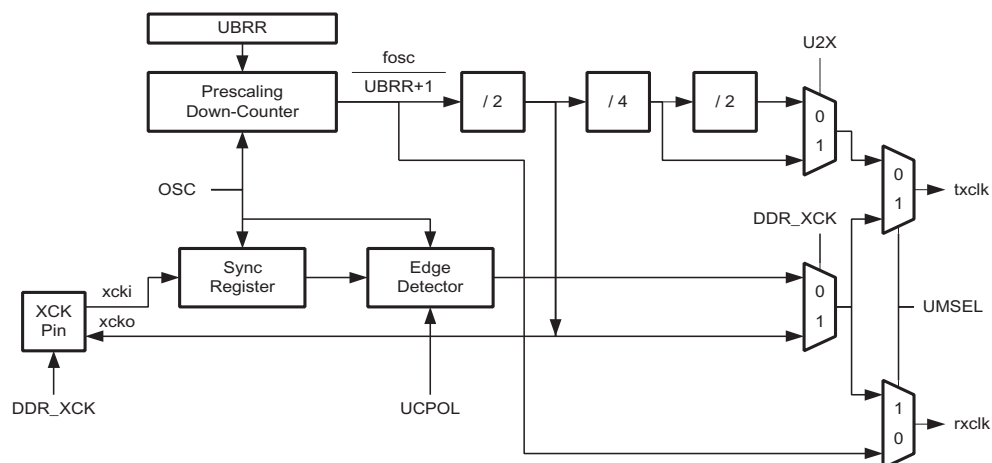 UBRR
fosc
U2X
Prescaling
Down-Counter
UBRR+1
/ 2
/ 4
/ 2
0
1
OSC
0
1
txclk
DDR_XCK
Sync
Register
Edge
Detector
xcki
0
1
XCK
Pin
xcko
UMSEL
DDR_XCK
UCPOL
1
0
rxclk